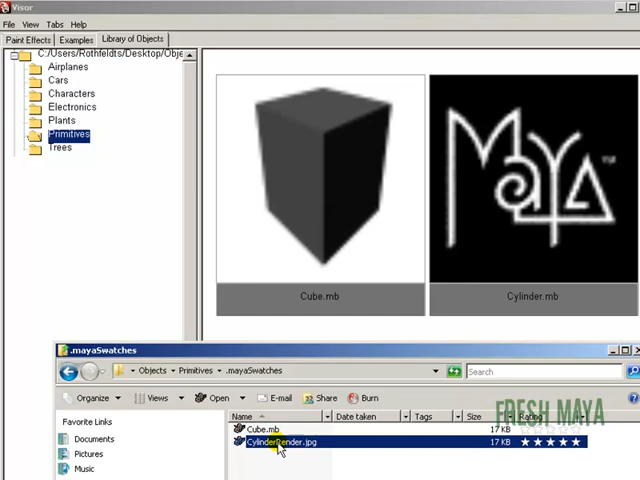 Visor
File View Tabs Help
Paint Effects Examples Library of Objects
C:/Users/Rothfeldts/Desktop/Obje
Airplanes
Cars
Characters
Electronics
Plants
Primitives
Trees
MaYA™
Cube.mb
Cylinder.mb
.mayaSwatches
Objects Primitives .mayaSwatches
Search
Organize Views Open E-mail Share Burn
Favorite Links
Documents
Pictures
Music
Name Date taken Tags Size Rating
Cube.mb 17 KB
CylinderRender.jpg 17 KB
FRESH MAYA